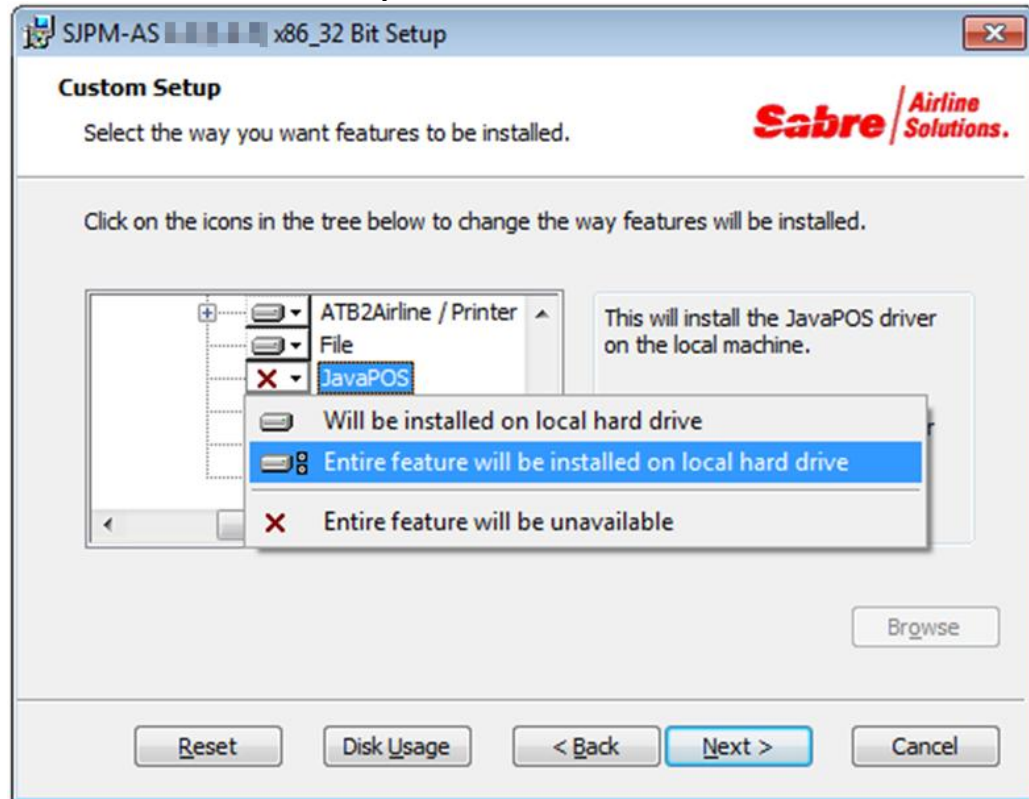 SJPM-AS x86_32 Bit Setup
Custom Setup
Select the way you want features to be installed.
Sabre Airline Solutions.
Click on the icons in the tree below to change the way features will be installed.
ATB2Airline / Printer
File
JavaPOS
This will install the JavaPOS driver
on the local machine.
Will be installed on local hard drive
Entire feature will be installed on local hard drive
Entire feature will be unavailable
Browse
Reset
Disk Usage
< Back
Next >
Cancel